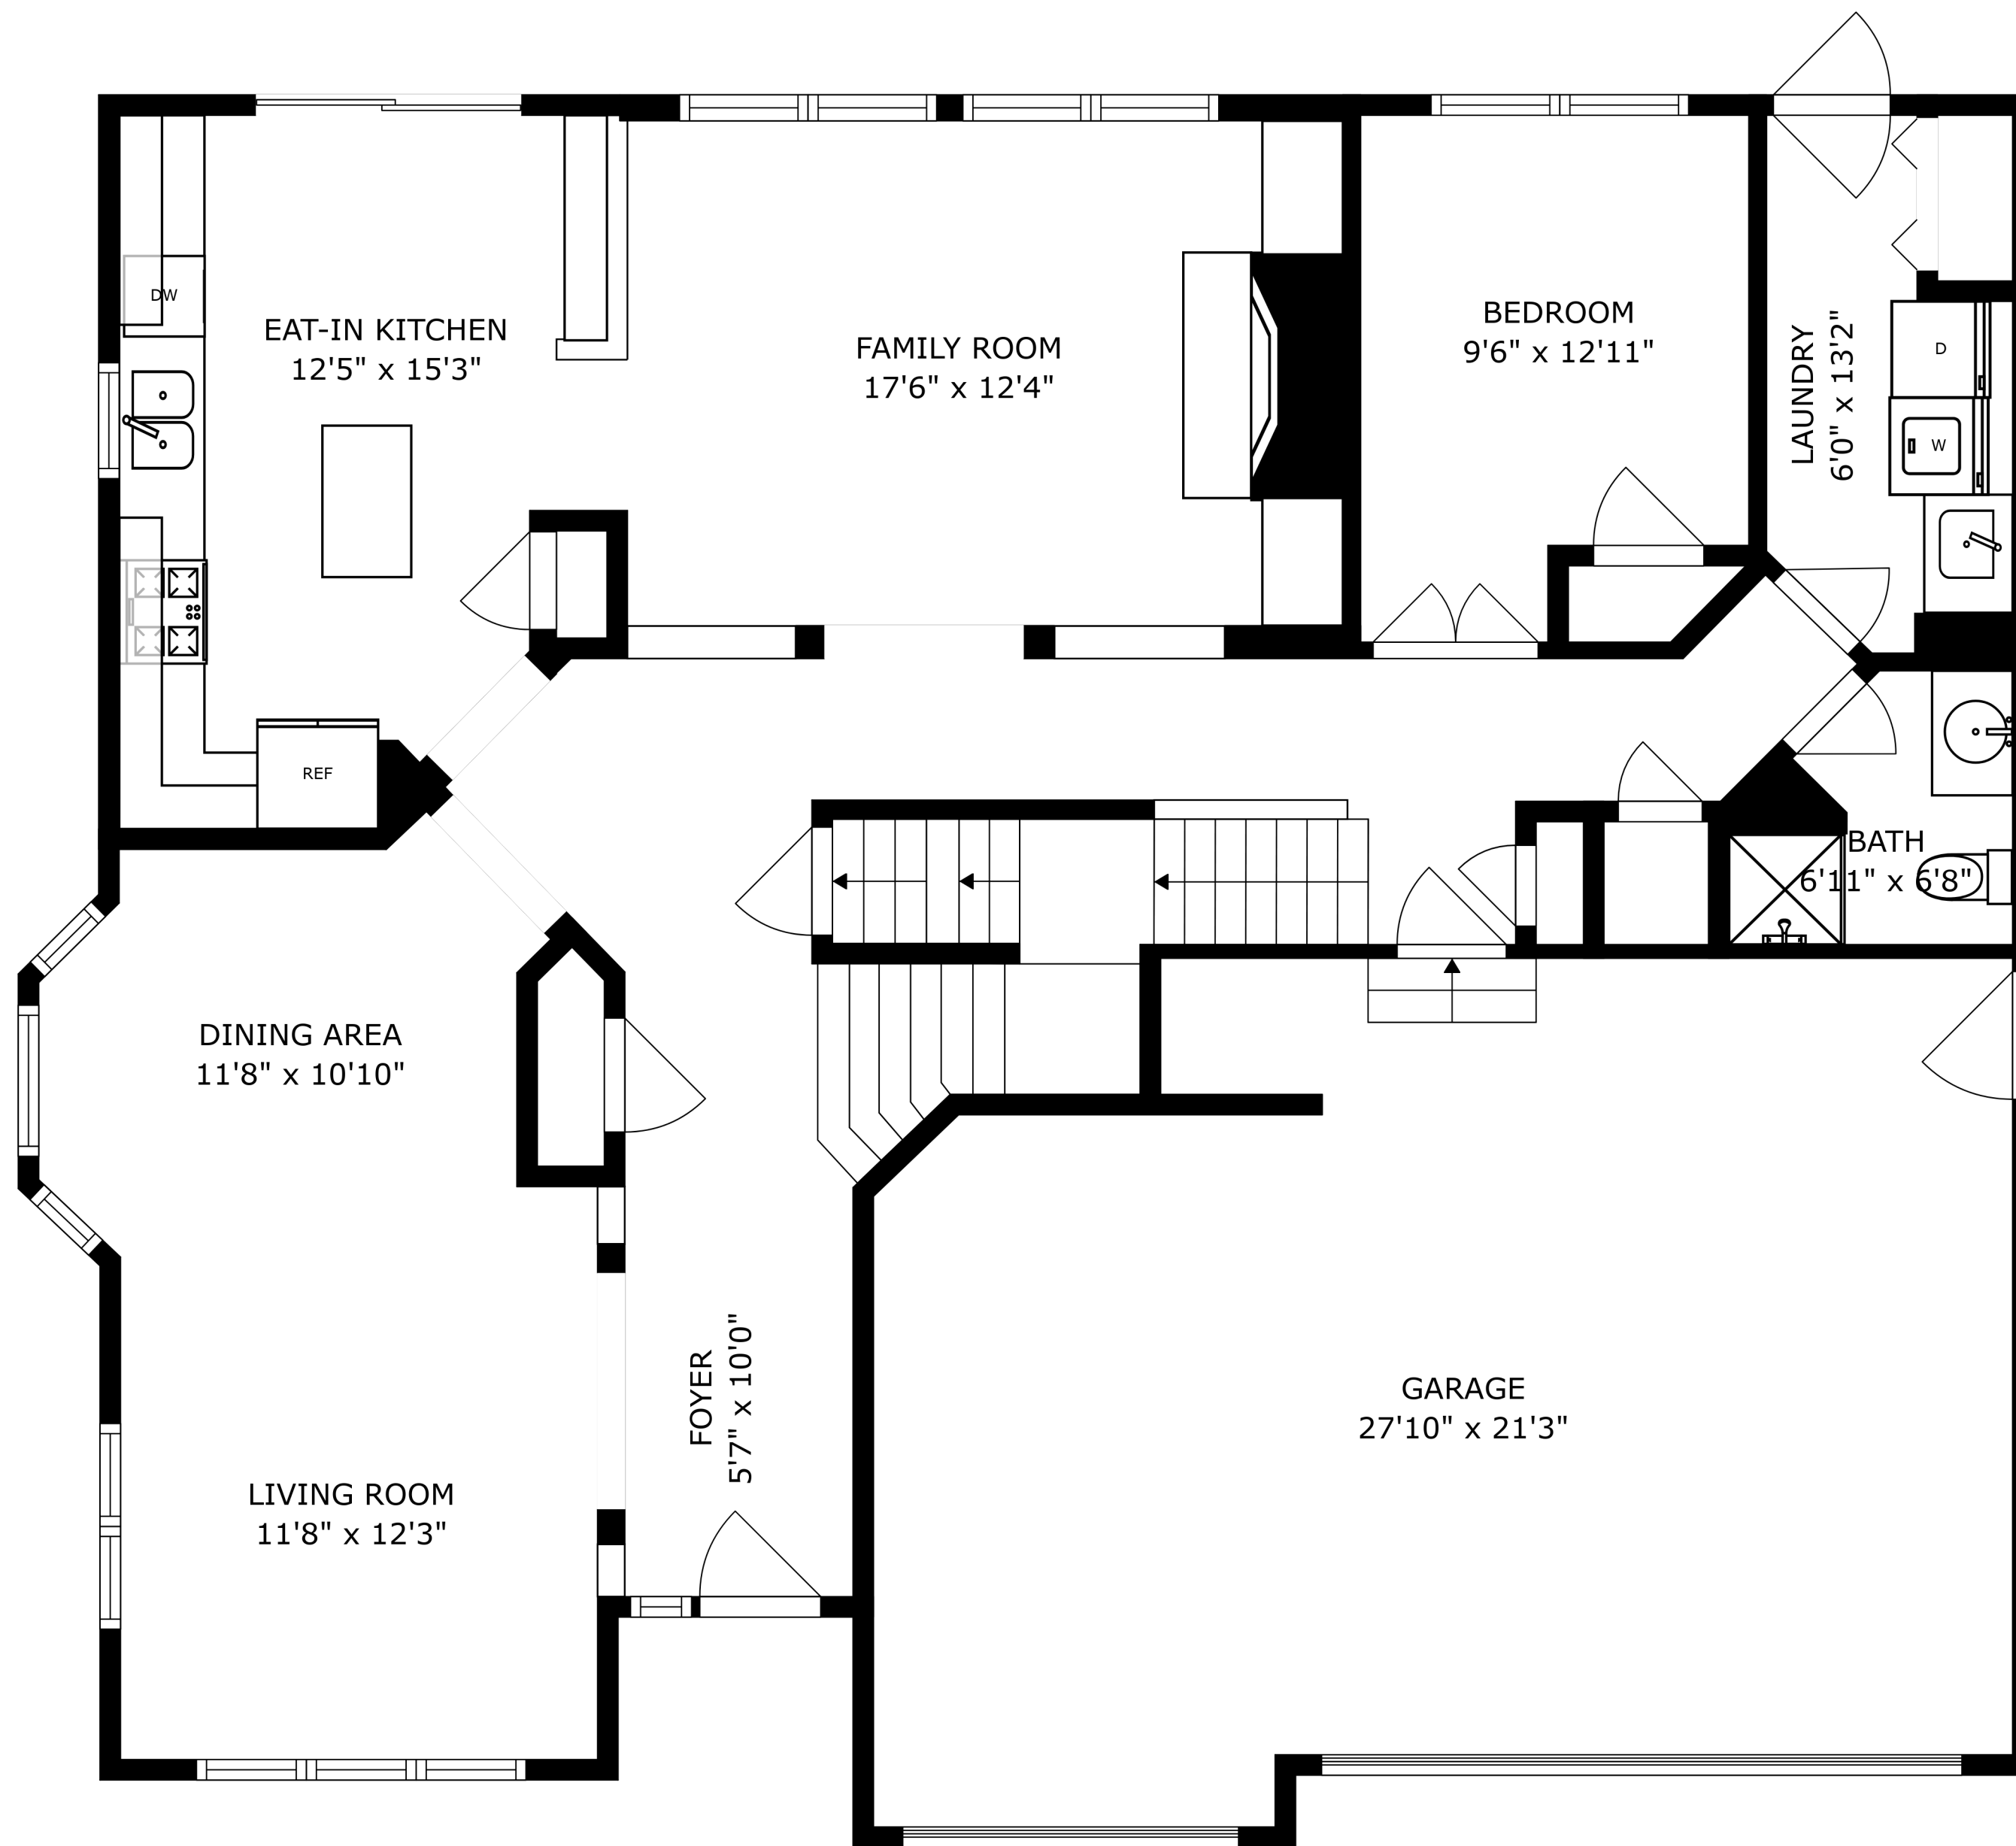 EAT-IN KITCHEN
12'5" x 15'3"
DW
REF
FAMILY ROOM
17'6" x 12'4"
BEDROOM
9'6" x 12'11"
LAUNDRY
6'0" x 13'2"
D
W
BATH
6'11" x 6'8"
DINING AREA
11'8" x 10'10"
LIVING ROOM
11'8" x 12'3"
FOYER
5'7" x 10'0"
GARAGE
27'10" x 21'3"